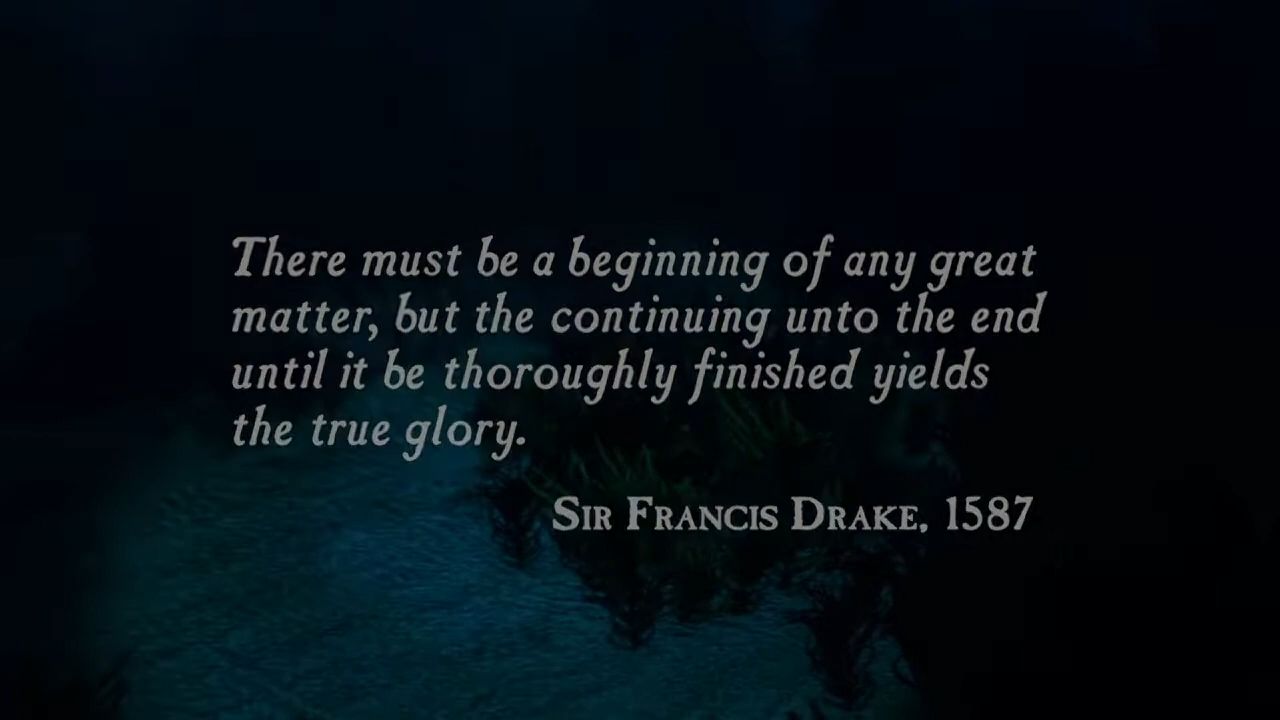 There must be a beginning of any great
matter, but the continuing unto the end
until it be thoroughly finished yields
the true glory.
Sir Francis Drake, 1587